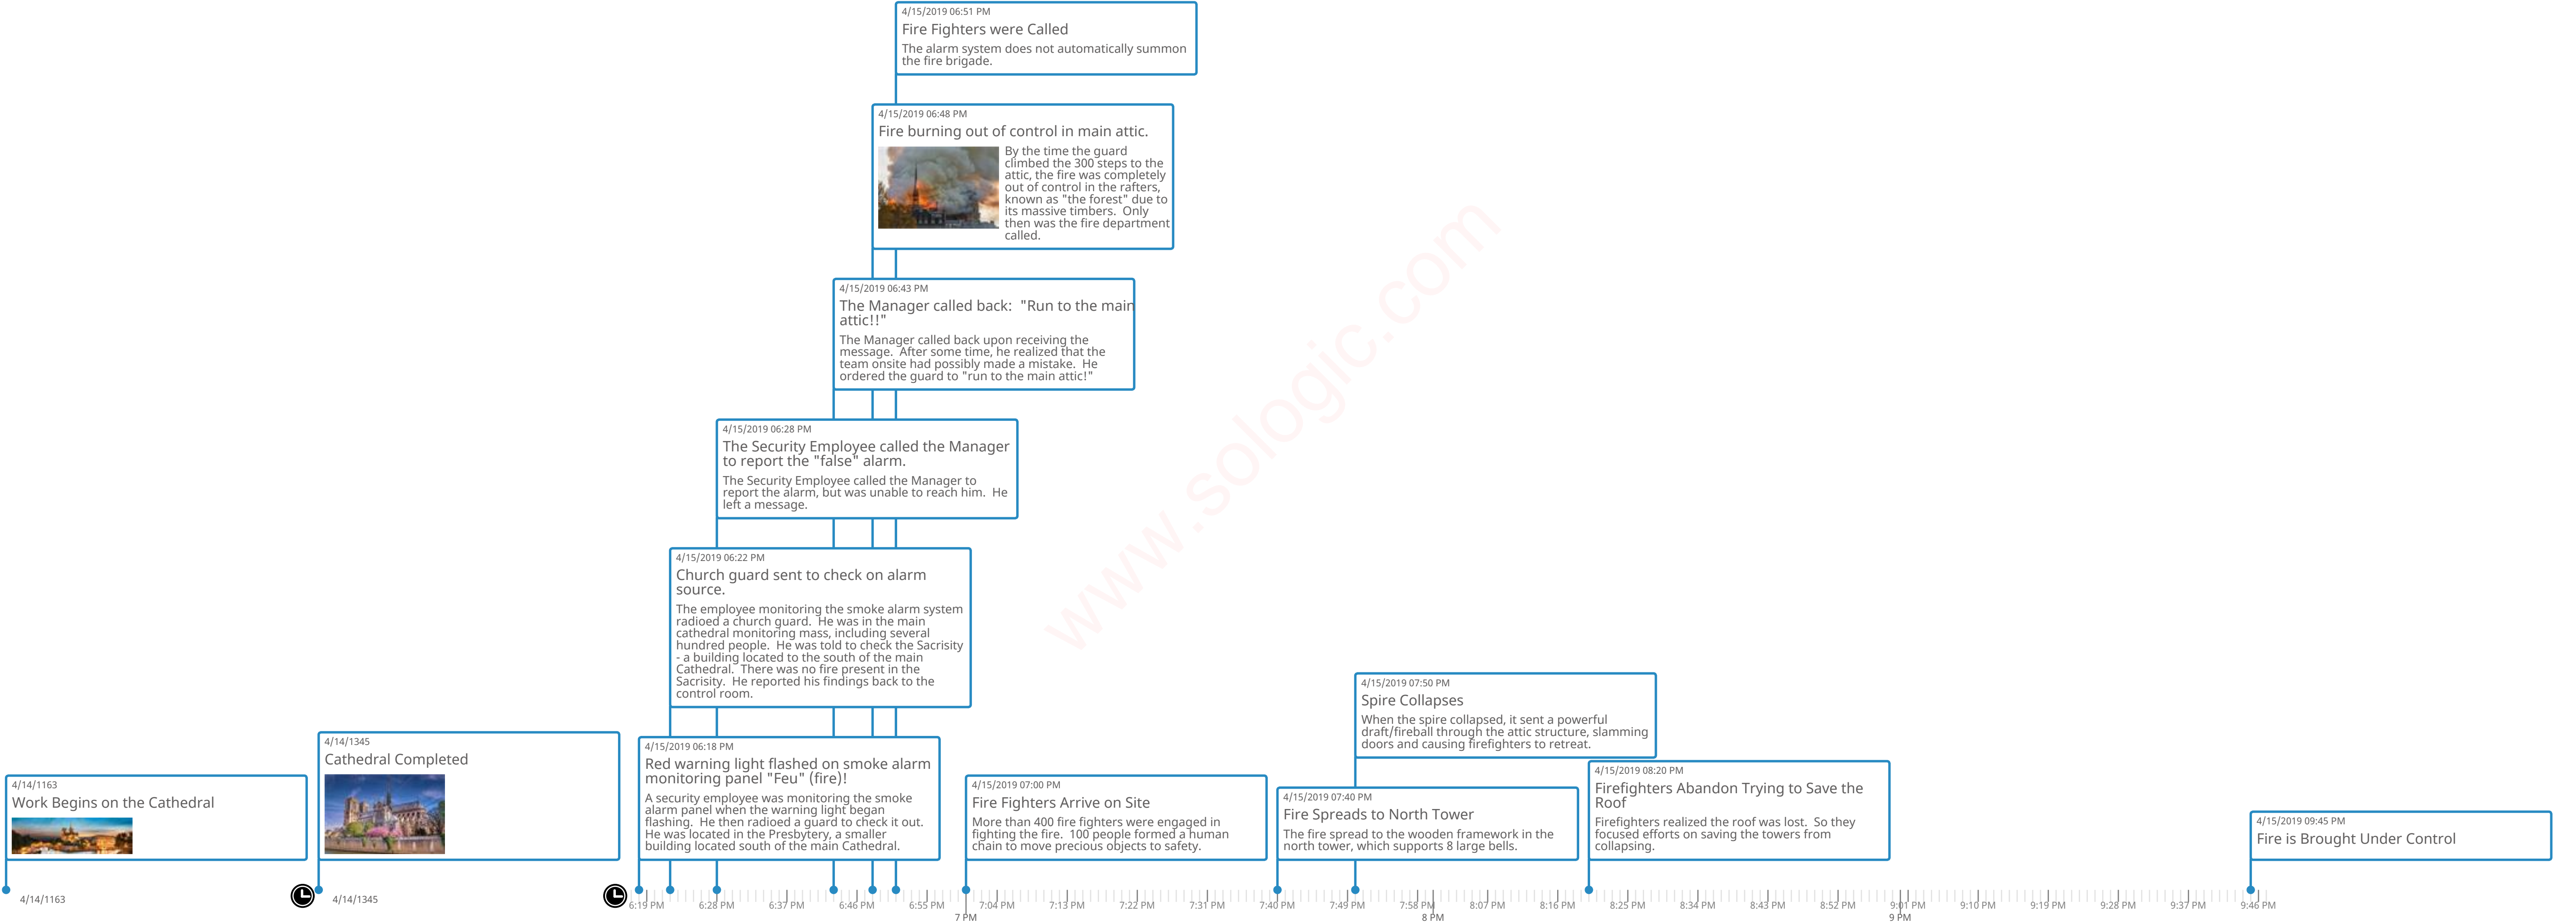 4/15/2019 06:51 PM
Fire Fighters were Called
The alarm system does not automatically summon
the fire brigade.
4/15/2019 06:48 PM
Fire burning out of control in main attic.
By the time the guard
climbed the 300 steps to the
attic, the fire was completely
out of control in the rafters,
known as "the forest" due to
its massive timbers.  Only
then was the fire department
called.
4/15/2019 06:43 PM
The Manager called back:  "Run to the main
attic!!"
The Manager called back upon receiving the
message.  After some time, he realized that the
team onsite had possibly made a mistake.  He
ordered the guard to "run to the main attic!"
4/15/2019 06:28 PM
The Security Employee called the Manager
to report the "false" alarm.
The Security Employee called the Manager to
report the alarm, but was unable to reach him.  He
left a message.
4/15/2019 06:22 PM
Church guard sent to check on alarm
source.
The employee monitoring the smoke alarm system
radioed a church guard.  He was in the main
cathedral monitoring mass, including several
hundred people.  He was told to check the Sacrisity
- a building located to the south of the main
Cathedral.  There was no fire present in the
Sacrisity.  He reported his findings back to the
control room.
www.sologic.com
4/14/1163
Work Begins on the Cathedral
4/14/1345
Cathedral Completed
4/15/2019 06:18 PM
Red warning light flashed on smoke alarm
monitoring panel "Feu" (fire)!
A security employee was monitoring the smoke
alarm panel when the warning light began
flashing.  He then radioed a guard to check it out.
He was located in the Presbytery, a smaller
building located south of the main Cathedral.
4/15/2019 07:00 PM
Fire Fighters Arrive on Site
More than 400 fire fighters were engaged in
fighting the fire.  100 people formed a human
chain to move precious objects to safety.
4/15/2019 07:40 PM
Fire Spreads to North Tower
The fire spread to the wooden framework in the
north tower, which supports 8 large bells.
4/15/2019 07:50 PM
Spire Collapses
When the spire collapsed, it sent a powerful
draft/fireball through the attic structure, slamming
doors and causing firefighters to retreat.
4/15/2019 08:20 PM
Firefighters Abandon Trying to Save the
Roof
Firefighters realized the roof was lost.  So they
focused efforts on saving the towers from
collapsing.
4/15/2019 09:45 PM
Fire is Brought Under Control
4/14/1163 4/14/1345 6:19 PM 6:28 PM 6:37 PM 6:46 PM 6:55 PM 7:04 PM 7:13 PM 7:22 PM 7:31 PM 7:40 PM 7:49 PM 7:58 PM 8:07 PM 8:16 PM 8:25 PM 8:34 PM 8:43 PM 8:52 PM 9:01 PM 9:10 PM 9:19 PM 9:28 PM 9:37 PM 9:46 PM
7 PM 8 PM 9 PM